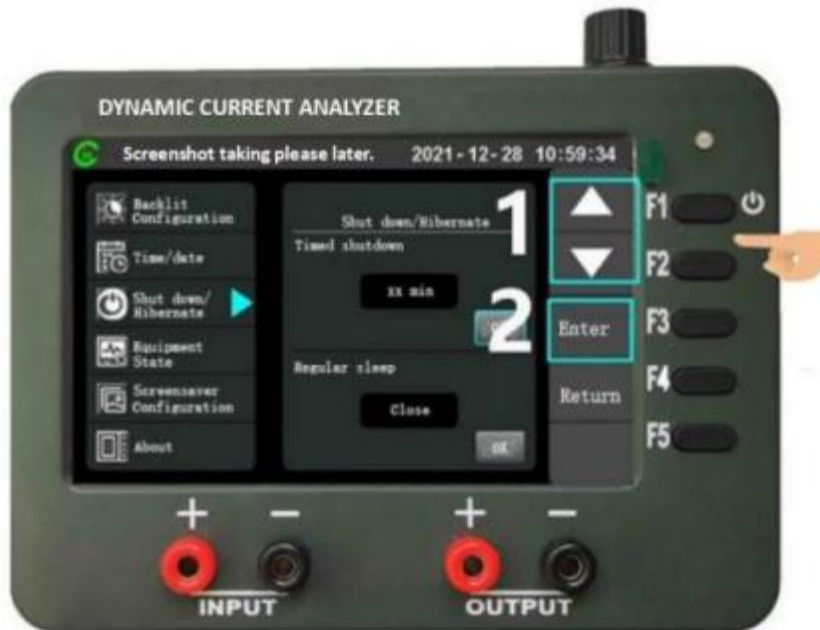 DYNAMIC CURRENT ANALYZER
Screenshot taking please later. 2021-12-28 10:59:34
Backlit
Configuration
Time/date
Shut down/
Hibernate
Equipment
State
Screensaver
Configuration
About
Shut down/Hibernate
Timed shutdown
xx min
Regular sleep
Close
OK
1
2
Enter
Return
F1
F2
F3
F4
F5
+ - + -
INPUT OUTPUT